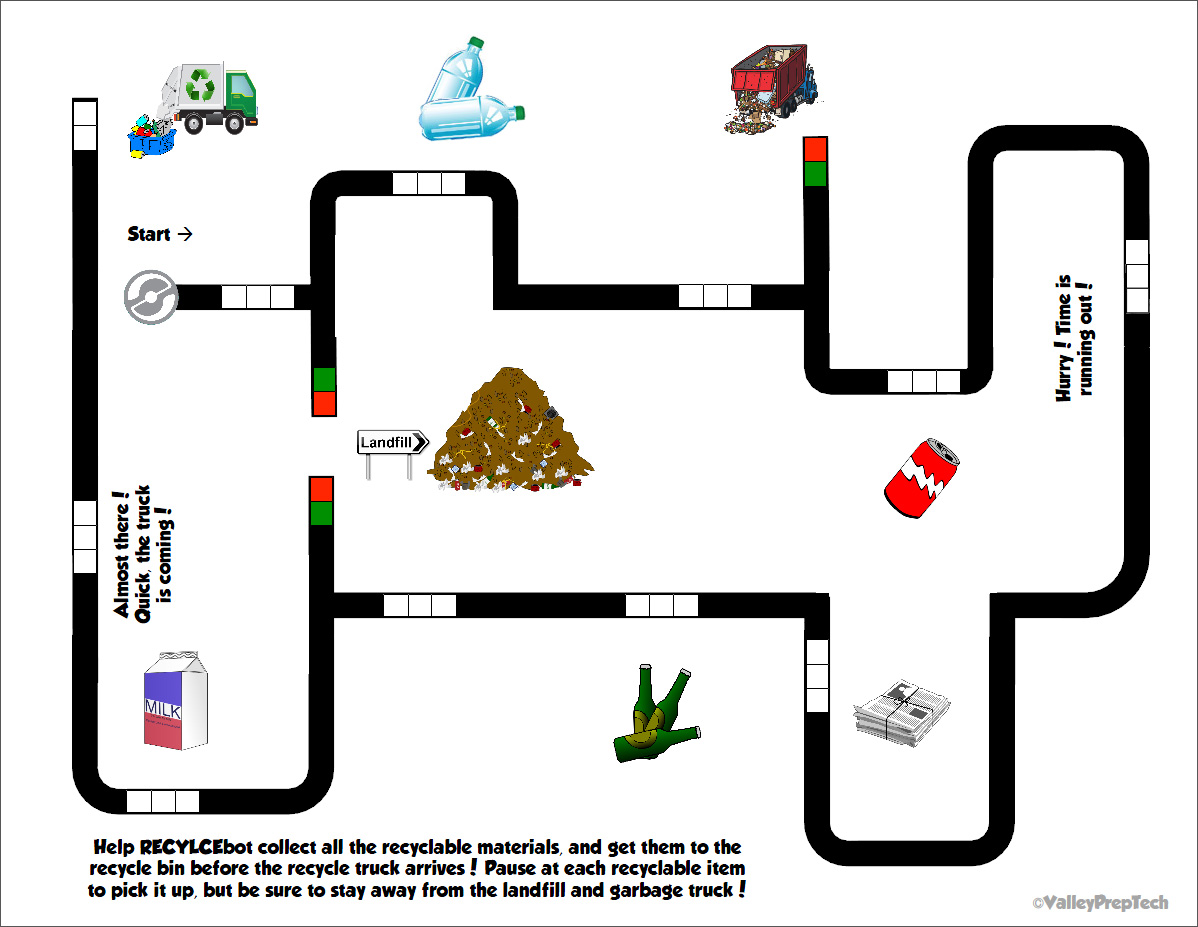 Start →
Hurry! Time is
running out!
Landfill
Almost there!
Quick, the truck
is coming!
MILK
Help RECYLCEbot collect all the recyclable materials, and get them to the
recycle bin before the recycle truck arrives! Pause at each recyclable item
to pick it up, but be sure to stay away from the landfill and garbage truck!
©ValleyPrepTech